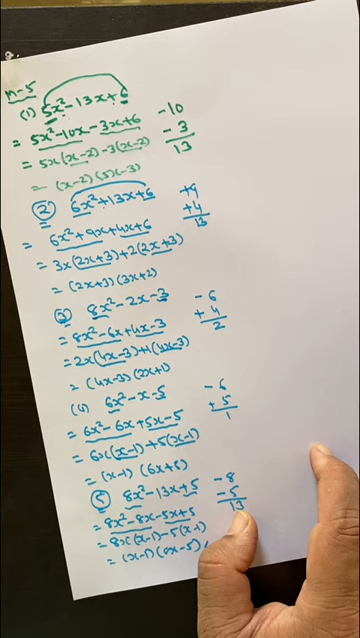 M-5
(1) 5x² - 13x + 6
= 5x² - 10x - 3x + 6   -10
= 5x(x-2) - 3(x-2)   - 3
= (x-2) (5x-3)   13
(2) 6x² + 13x + 6   +9
= 6x² + 9x + 4x + 6   +4
= 3x(2x+3) + 2(2x+3)   13
= (2x+3) (3x+2)
(3) 8x² - 2x - 3   - 6
= 8x² - 6x + 4x - 3   + 4
= 2x(4x-3) + 1(4x-3)   2
= (4x-3) (2x+1)
(4) 6x² - x - 5   - 6
= 6x² - 6x + 5x - 5   + 5
= 6x(x-1) + 5(x-1)   1
= (x-1) (6x+5)
(5) 8x² - 13x + 5   - 8
= 8x² - 8x - 5x + 5   - 5
= 8x(x-1) - 5(x-1)   13
= (x-1) (8x-5)